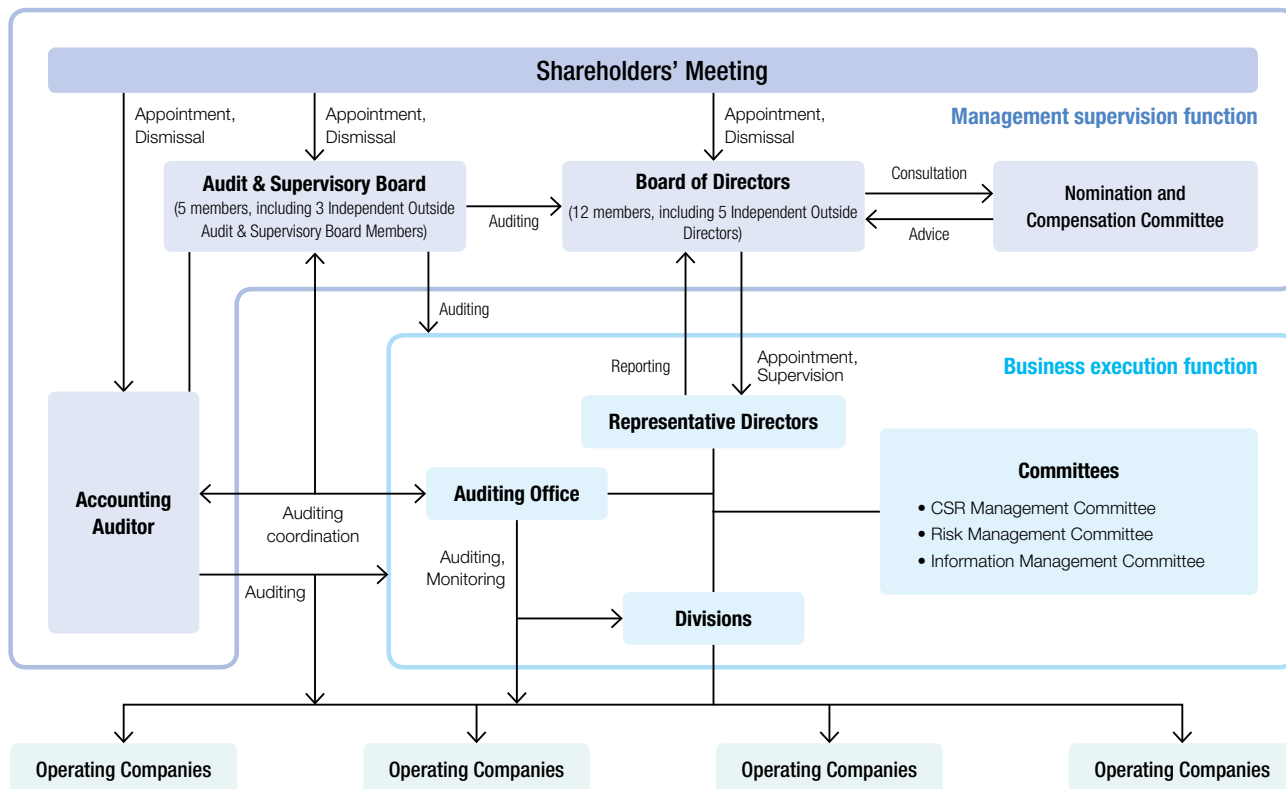 Shareholders’ Meeting
Appointment,
Dismissal
Appointment,
Dismissal
Appointment,
Dismissal
Management supervision function
Audit & Supervisory Board
(5 members, including 3 Independent Outside
Audit & Supervisory Board Members)
Auditing
Board of Directors
(12 members, including 5 Independent Outside
Directors)
Consultation
Advice
Nomination and
Compensation Committee
Auditing
Reporting
Appointment,
Supervision
Business execution function
Representative Directors
Accounting
Auditor
Auditing
coordination
Auditing Office
Committees
• CSR Management Committee
• Risk Management Committee
• Information Management Committee
Auditing
Auditing,
Monitoring
Divisions
Operating Companies
Operating Companies
Operating Companies
Operating Companies